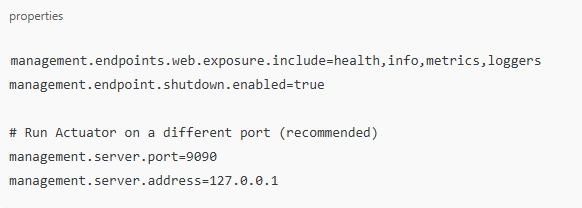 properties
management.endpoints.web.exposure.include=health,info,metrics,loggers
management.endpoint.shutdown.enabled=true
# Run Actuator on a different port (recommended)
management.server.port=9090
management.server.address=127.0.0.1